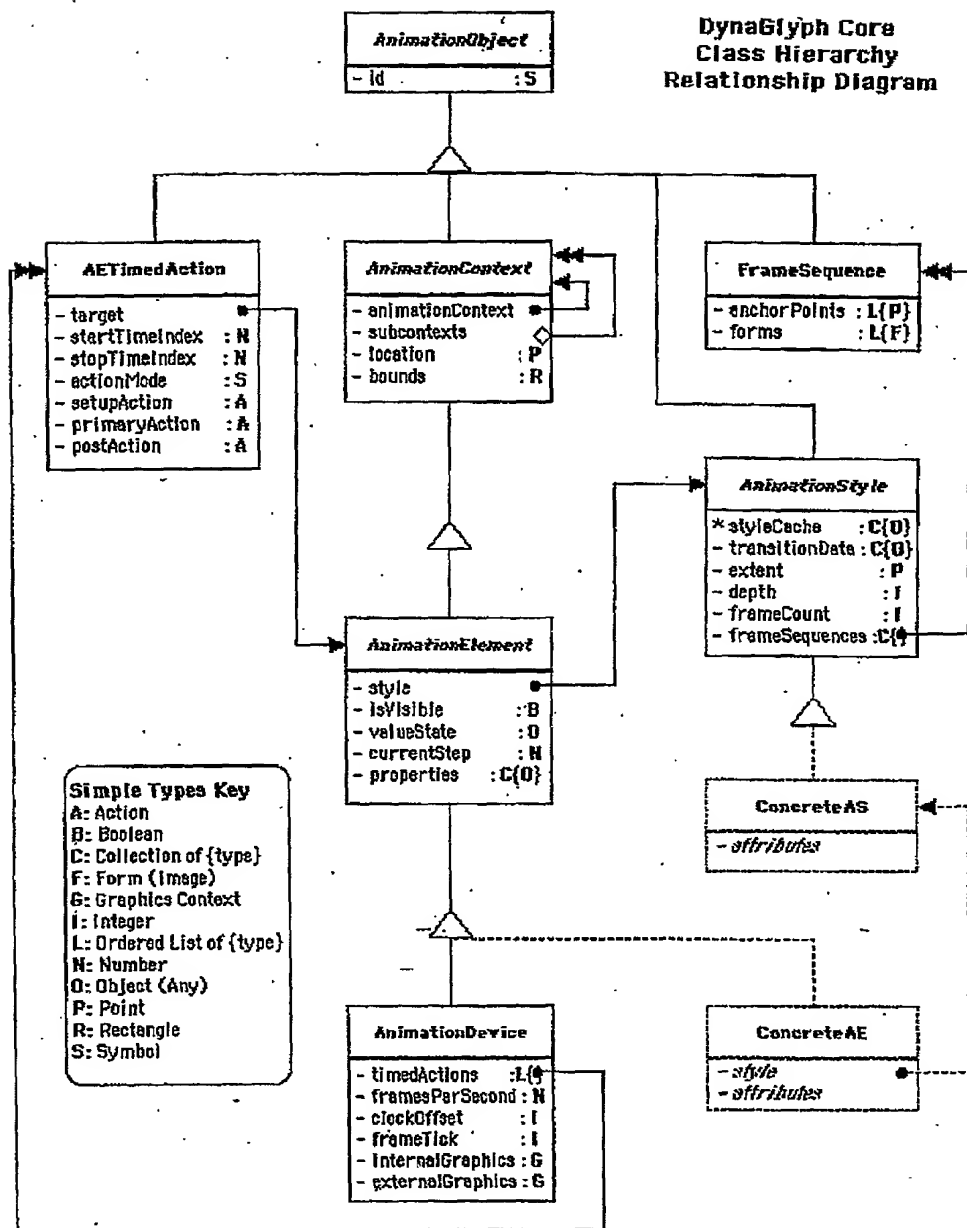 DynaGlyph Core
Class Hierarchy
Relationship Diagram
AnimationObject
- id : S
AETimedAction
- target
- startTimeIndex : N
- stopTimeIndex : N
- actionMode : S
- setupAction : A
- primaryAction : A
- postAction : A
AnimationContext
- animationContext
- subcontexts
- location : P
- bounds : R
FrameSequence
- anchorPoints : L{P}
- forms : L{F}
AnimationStyle
* styleCache : C{O}
- transitionData : C{O}
- extent : P
- depth : I
- frameCount : I
- frameSequences : C{ }
AnimationElement
- style
- isVisible : B
- valueState : O
- currentStep : N
- properties : C{O}
Simple Types Key
A: Action
B: Boolean
C: Collection of {type}
F: Form (Image)
G: Graphics Context
I: Integer
L: Ordered List of {type}
N: Number
O: Object (Any)
P: Point
R: Rectangle
S: Symbol
ConcreteAS
- attributes
AnimationDevice
- timedActions : L{ }
- framesPerSecond : N
- clockOffset : I
- frameTick : I
- internalGraphics : G
- externalGraphics : G
ConcreteAE
- style
- attributes